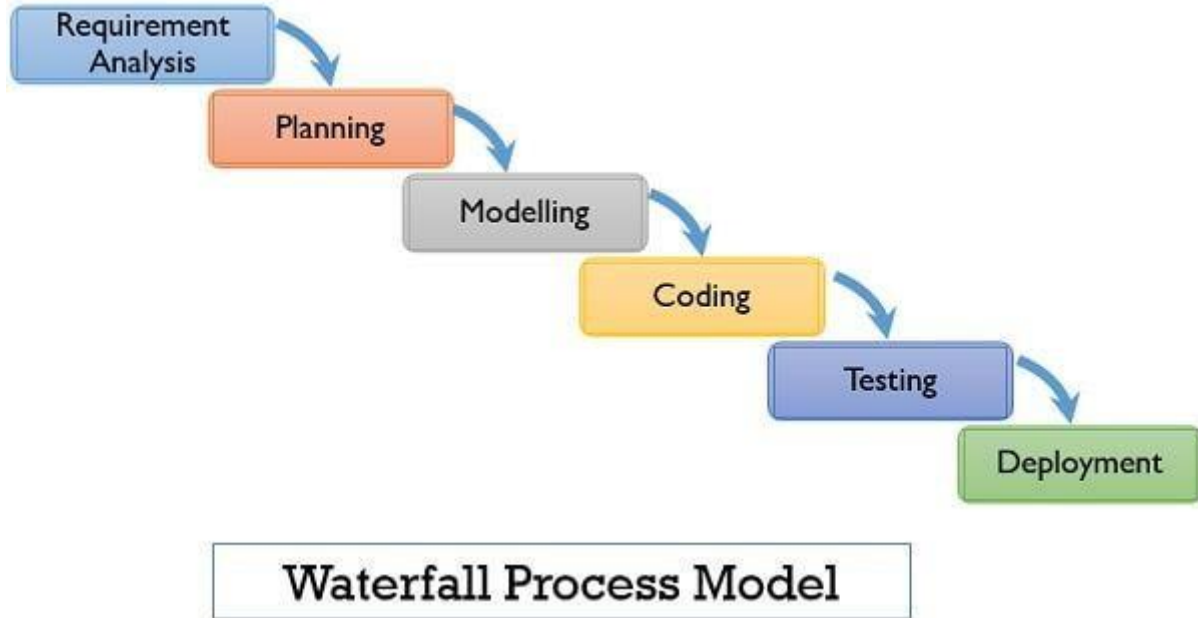 Requirement
Analysis
Planning
Modelling
Coding
Testing
Deployment
Waterfall Process Model